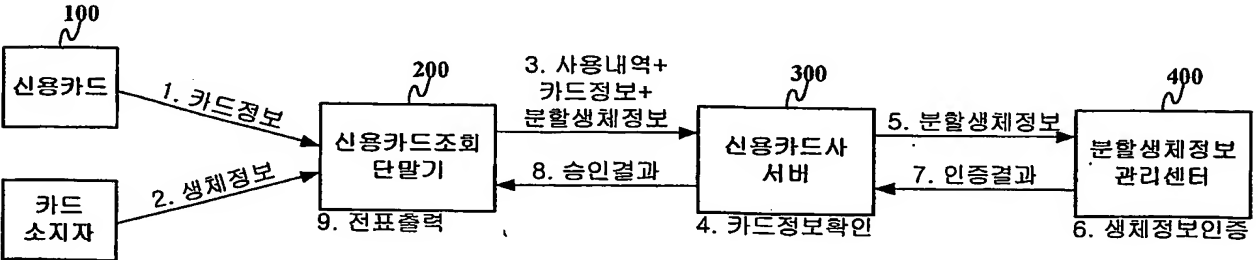 100
신용카드
1. 카드정보
카드
소지자
2. 생체정보
200
신용카드조회
단말기
9. 전표출력
3. 사용내역+
카드정보+
분할생체정보
8. 승인결과
300
신용카드사
서버
4. 카드정보확인
5. 분할생체정보
7. 인증결과
400
분할생체정보
관리센터
6. 생체정보인증